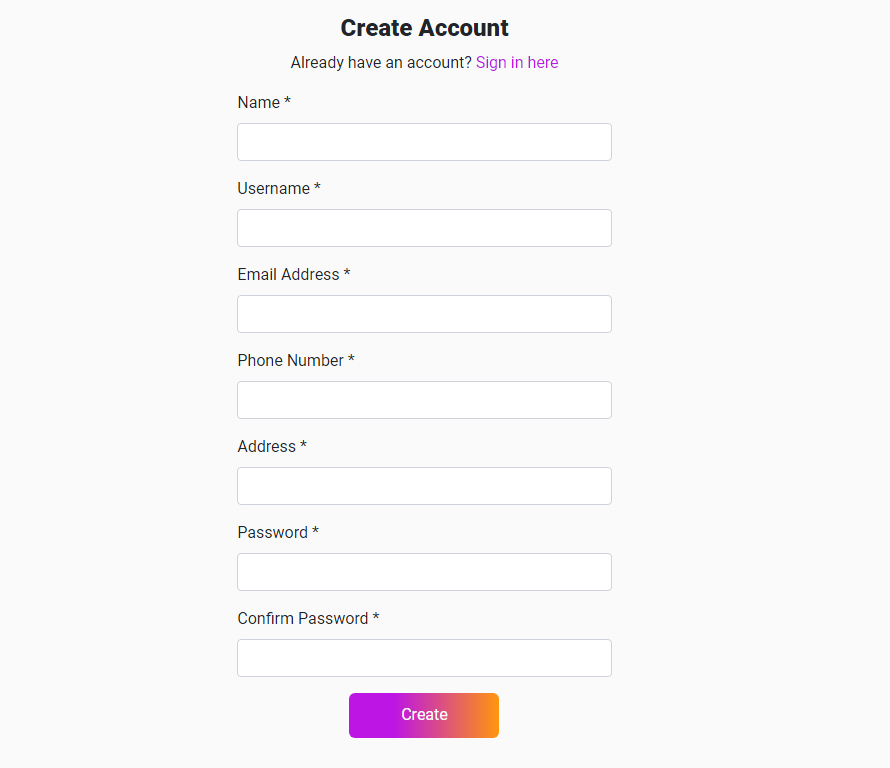 Create Account
Already have an account? Sign in here
Name *
Username *
Email Address *
Phone Number *
Address *
Password *
Confirm Password *
Create